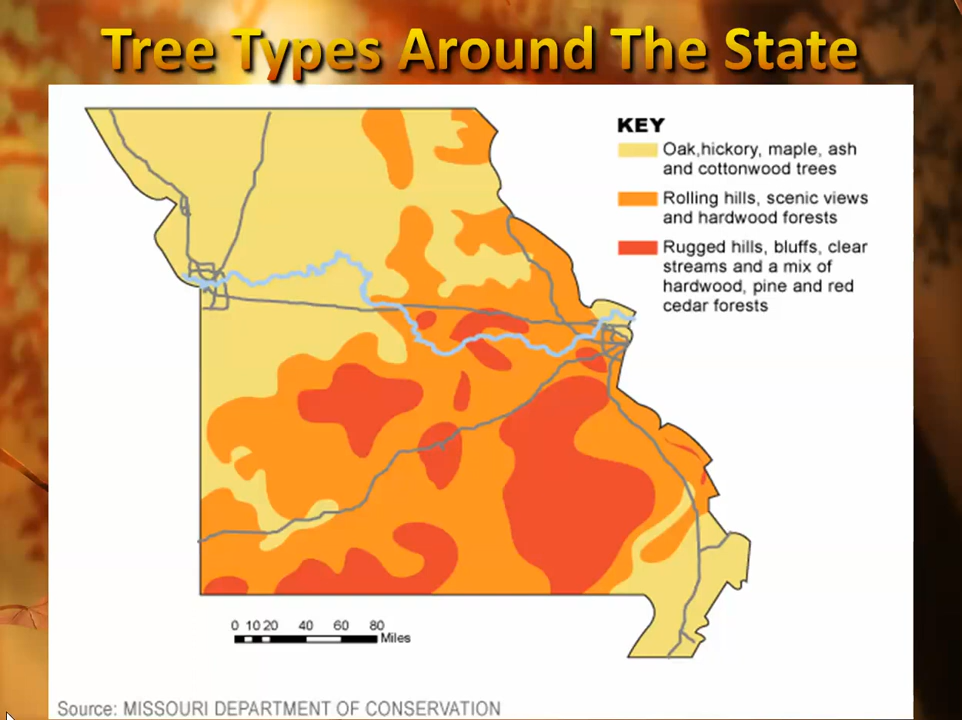 Tree Types Around The State
KEY
Oak,hickory, maple, ash
and cottonwood trees
Rolling hills, scenic views
and hardwood forests
Rugged hills, bluffs, clear
streams and a mix of
hardwood, pine and red
cedar forests
0 10 20 40 60 80
Miles
Source: MISSOURI DEPARTMENT OF CONSERVATION